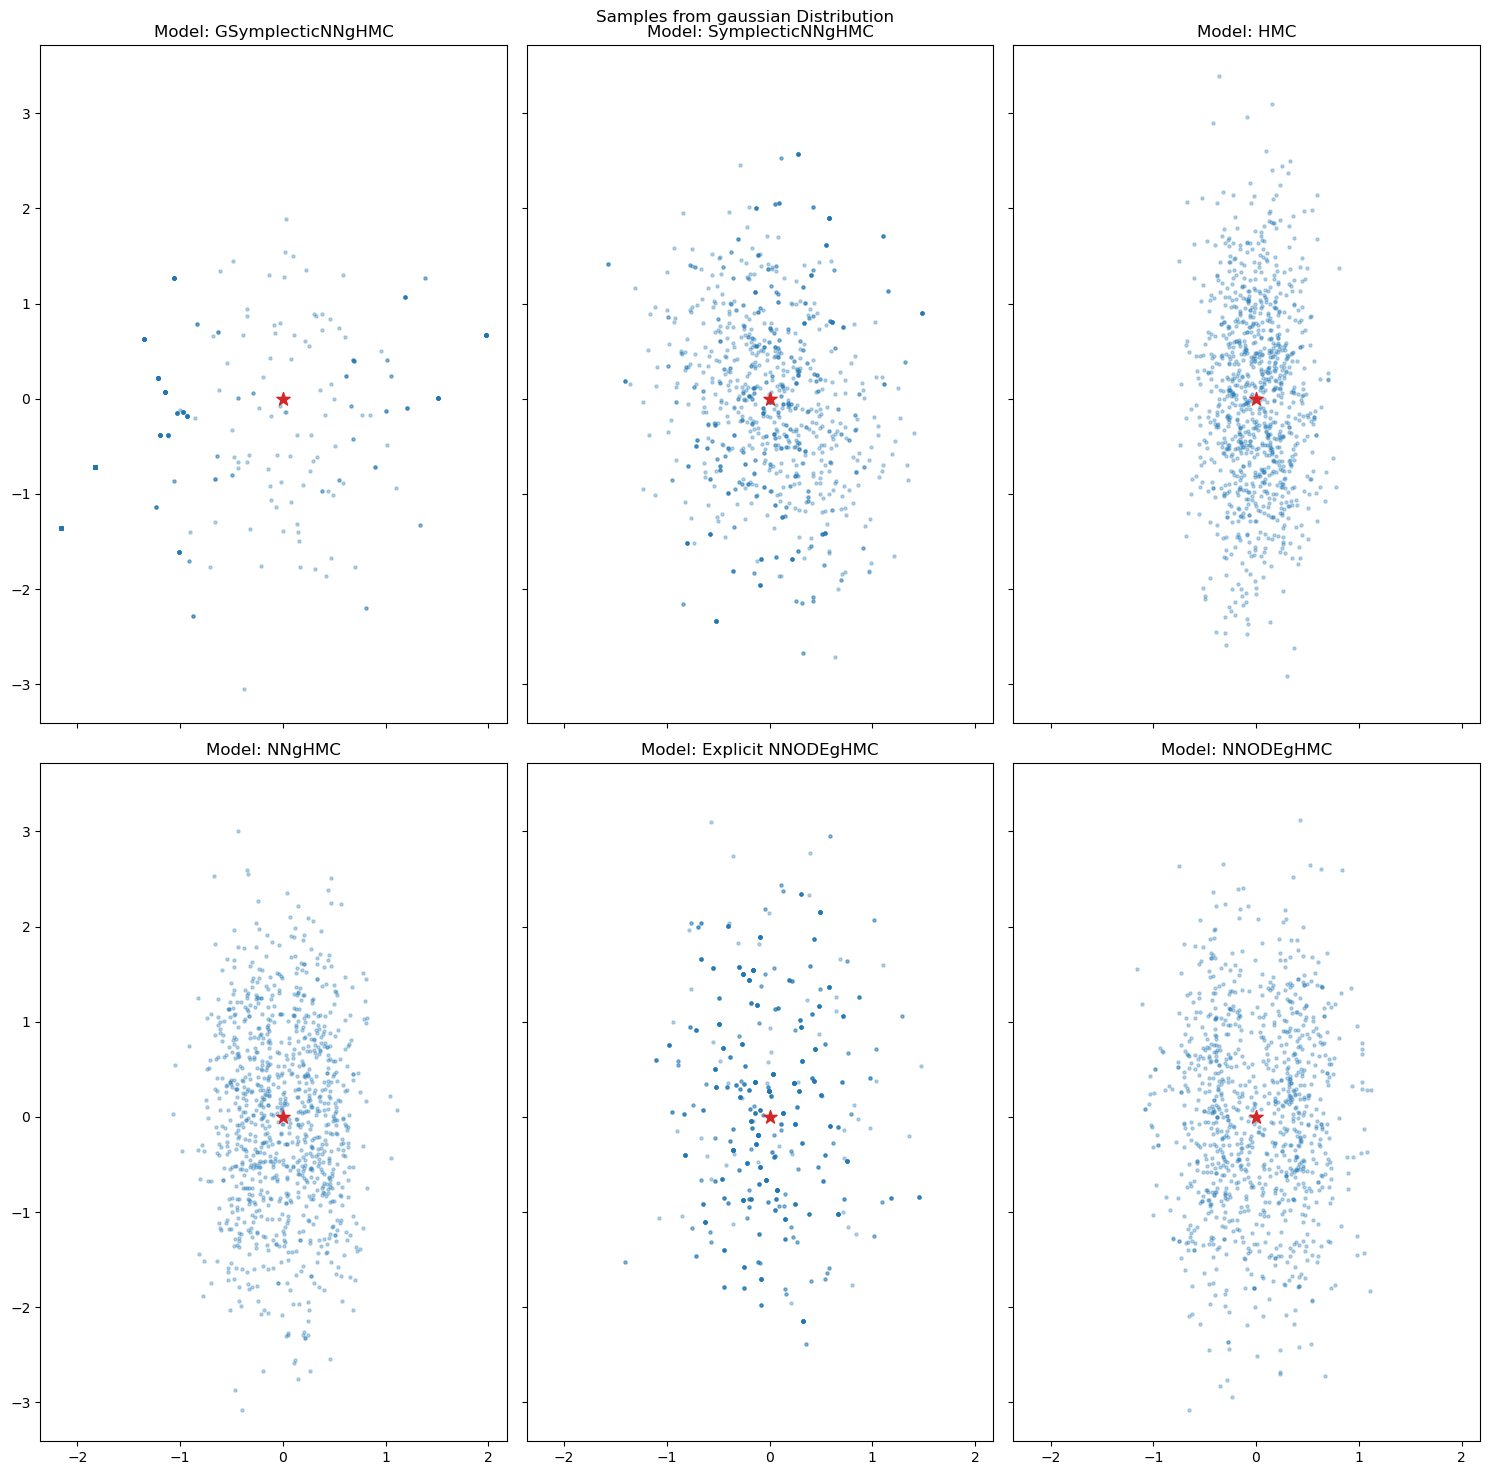 Samples from gaussian Distribution
Model: GSymplecticNNgHMC
Model: SymplecticNNgHMC
Model: HMC
3
2
1
0
−1
−2
−3
Model: NNgHMC
Model: Explicit NNODEgHMC
Model: NNODEgHMC
3
2
1
0
−1
−2
−3
−2 −1 0 1 2
−2 −1 0 1 2
−2 −1 0 1 2